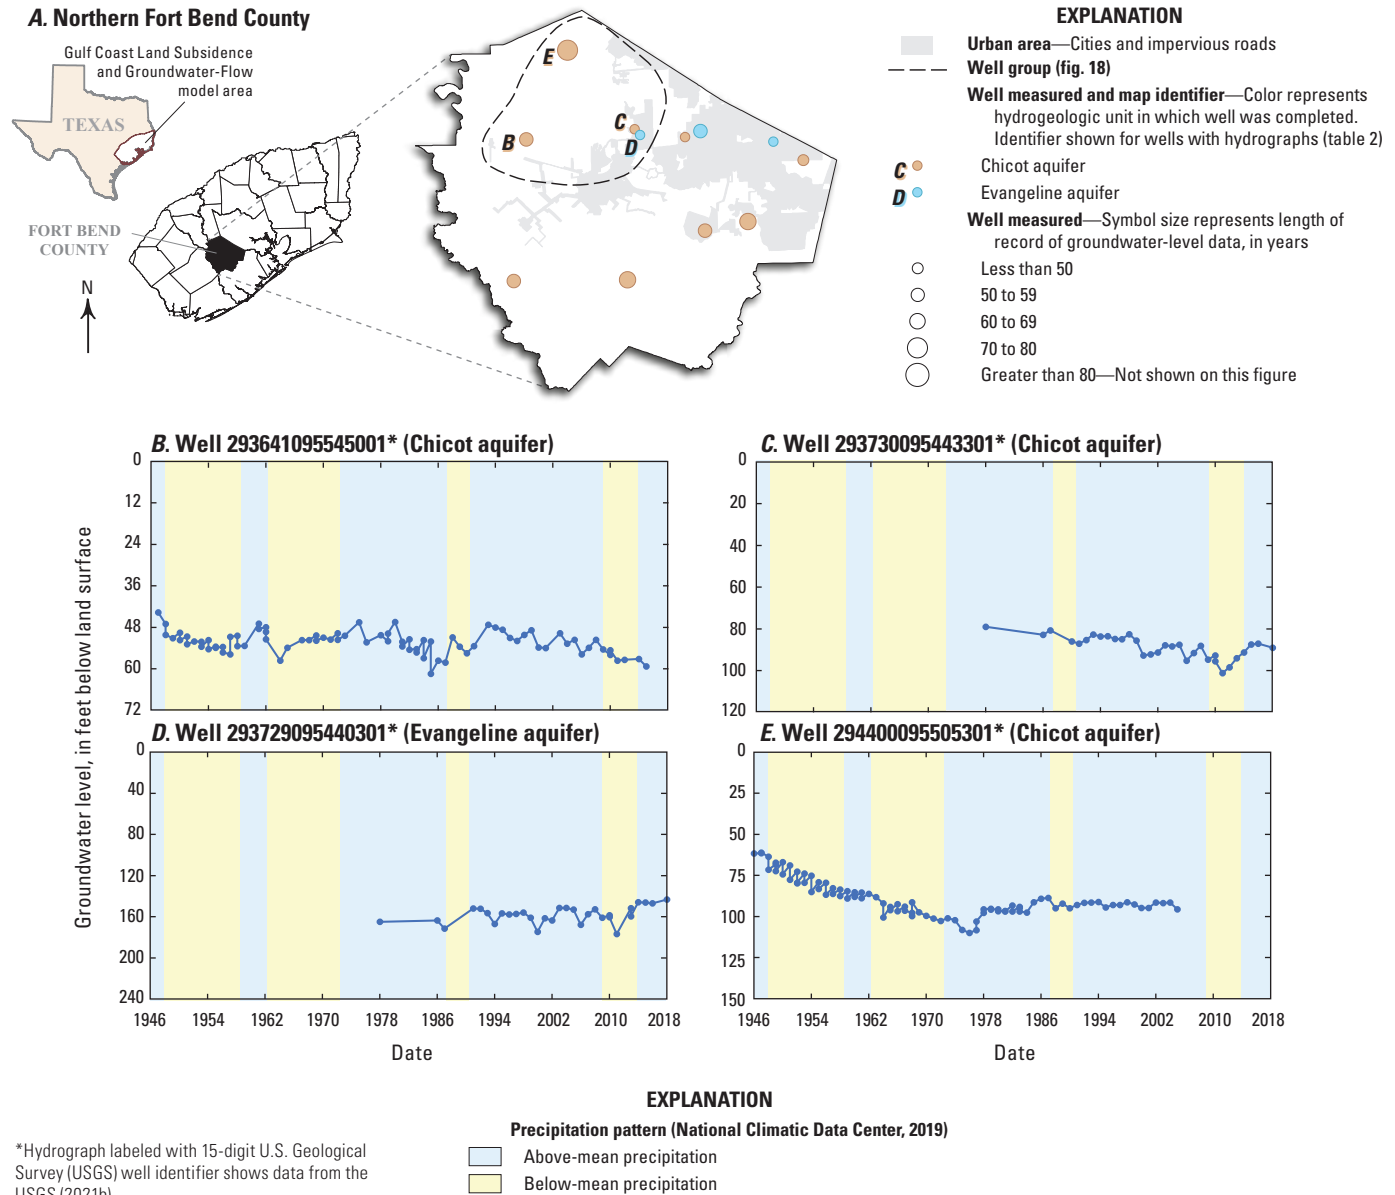 A. Northern Fort Bend County
Gulf Coast Land Subsidence
and Groundwater-Flow
model area
TEXAS
FORT BEND
COUNTY
N
E
C
B
D
EXPLANATION
Urban area—Cities and impervious roads
Well group (fig. 18)
Well measured and map identifier—Color represents
hydrogeologic unit in which well was completed.
Identifier shown for wells with hydrographs (table 2)
C Chicot aquifer
D Evangeline aquifer
Well measured—Symbol size represents length of
record of groundwater-level data, in years
Less than 50
50 to 59
60 to 69
70 to 80
Greater than 80—Not shown on this figure
Groundwater level, in feet below land surface
B. Well 293641095545001* (Chicot aquifer)
0
12
24
36
48
60
72
C. Well 293730095443301* (Chicot aquifer)
0
20
40
60
80
100
120
D. Well 293729095440301* (Evangeline aquifer)
0
40
80
120
160
200
240
1946 1954 1962 1970 1978 1986 1994 2002 2010 2018
Date
E. Well 294400095505301* (Chicot aquifer)
0
25
50
75
100
125
150
1946 1954 1962 1970 1978 1986 1994 2002 2010 2018
Date
EXPLANATION
Precipitation pattern (National Climatic Data Center, 2019)
Above-mean precipitation
Below-mean precipitation
*Hydrograph labeled with 15-digit U.S. Geological
Survey (USGS) well identifier shows data from the
USGS (2021b)